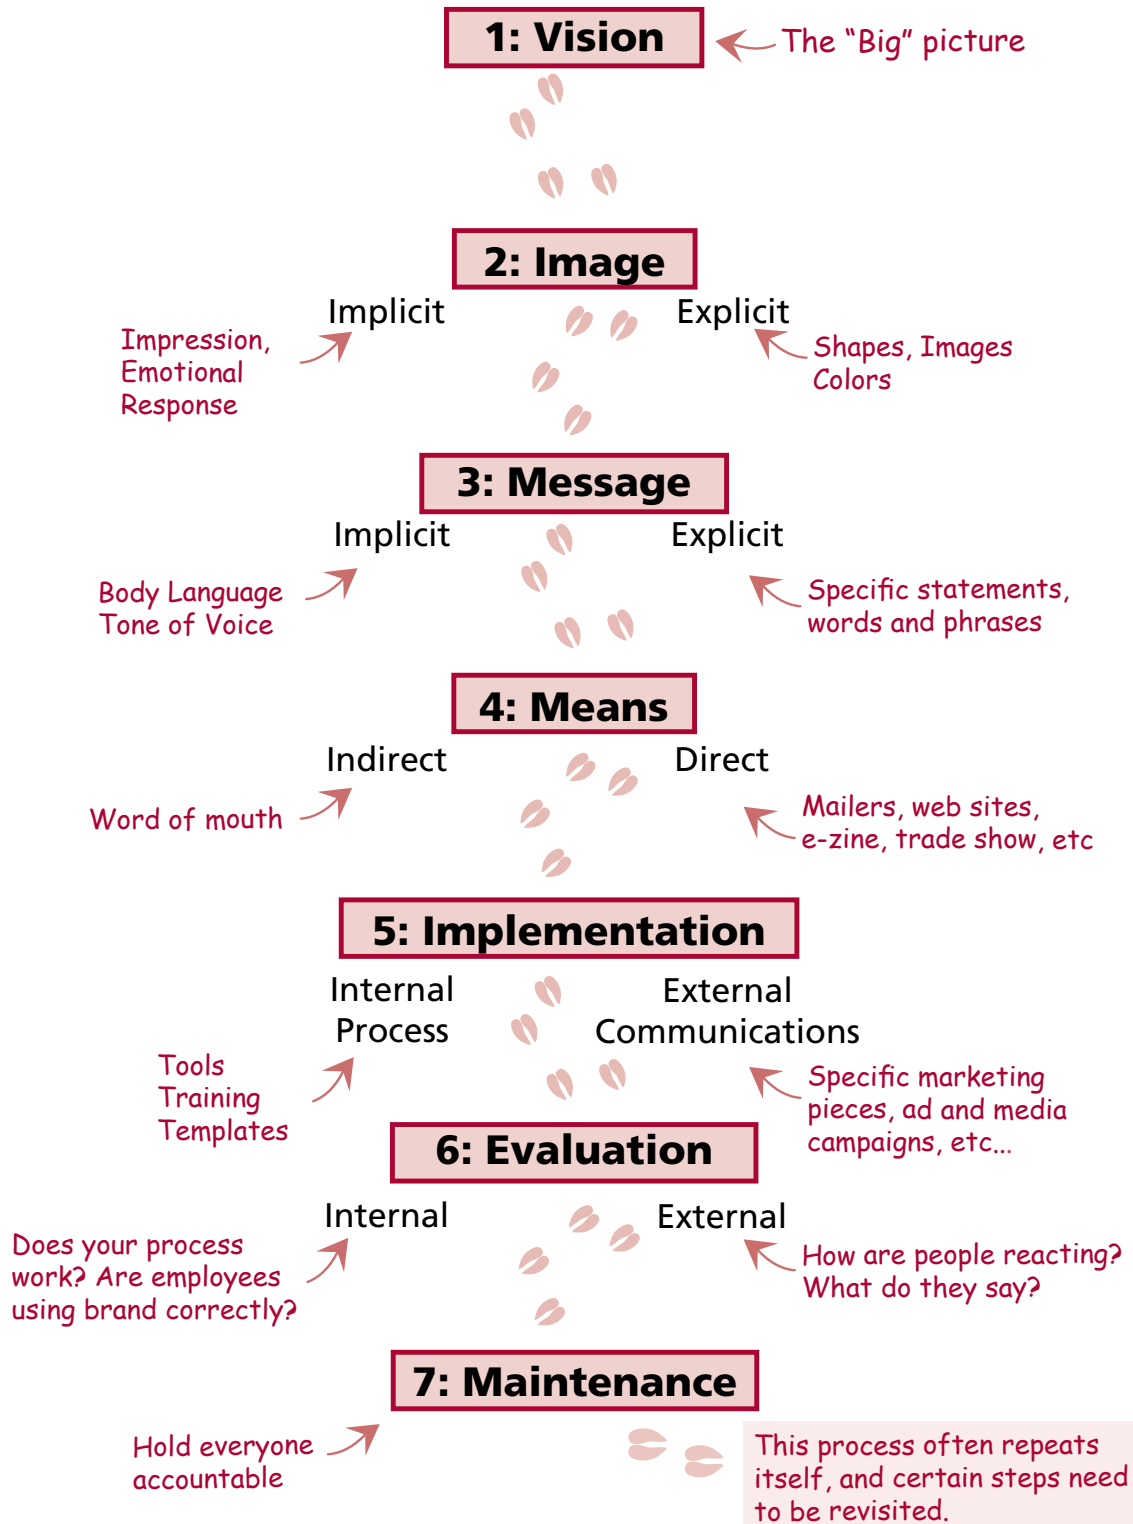 1: Vision
The “Big” picture
2: Image
Implicit
Explicit
Impression,
Emotional
Response
Shapes, Images
Colors
3: Message
Implicit
Explicit
Body Language
Tone of Voice
Specific statements,
words and phrases
4: Means
Indirect
Direct
Word of mouth
Mailers, web sites,
e-zine, trade show, etc
5: Implementation
Internal
Process
External
Communications
Tools
Training
Templates
Specific marketing
pieces, ad and media
campaigns, etc...
6: Evaluation
Internal
External
Does your process
work? Are employees
using brand correctly?
How are people reacting?
What do they say?
7: Maintenance
Hold everyone
accountable
This process often repeats
itself, and certain steps need
to be revisited.